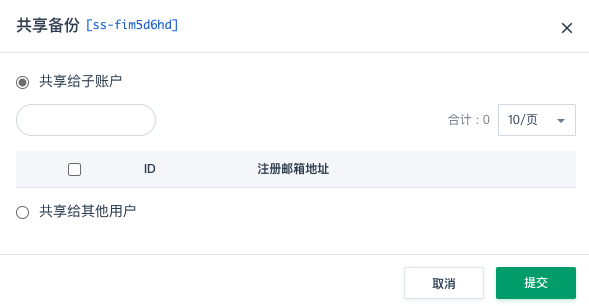 共享备份 [ss-fim5d6hd]
共享给子账户
合计 : 0 10/页
ID 注册邮箱地址
共享给其他用户
取消 提交